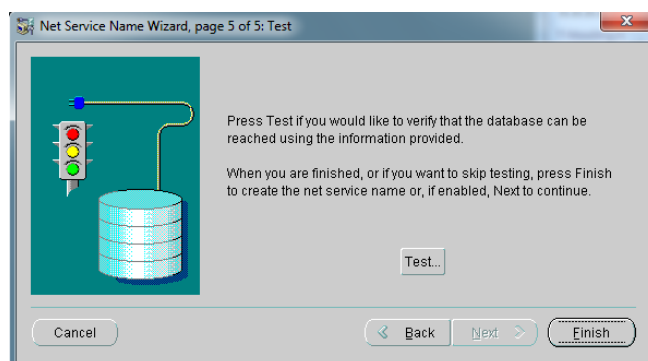 Net Service Name Wizard, page 5 of 5: Test
Press Test if you would like to verify that the database can be
reached using the information provided.
When you are finished, or if you want to skip testing, press Finish
to create the net service name or, if enabled, Next to continue.
Test...
Cancel
Back
Next
Finish